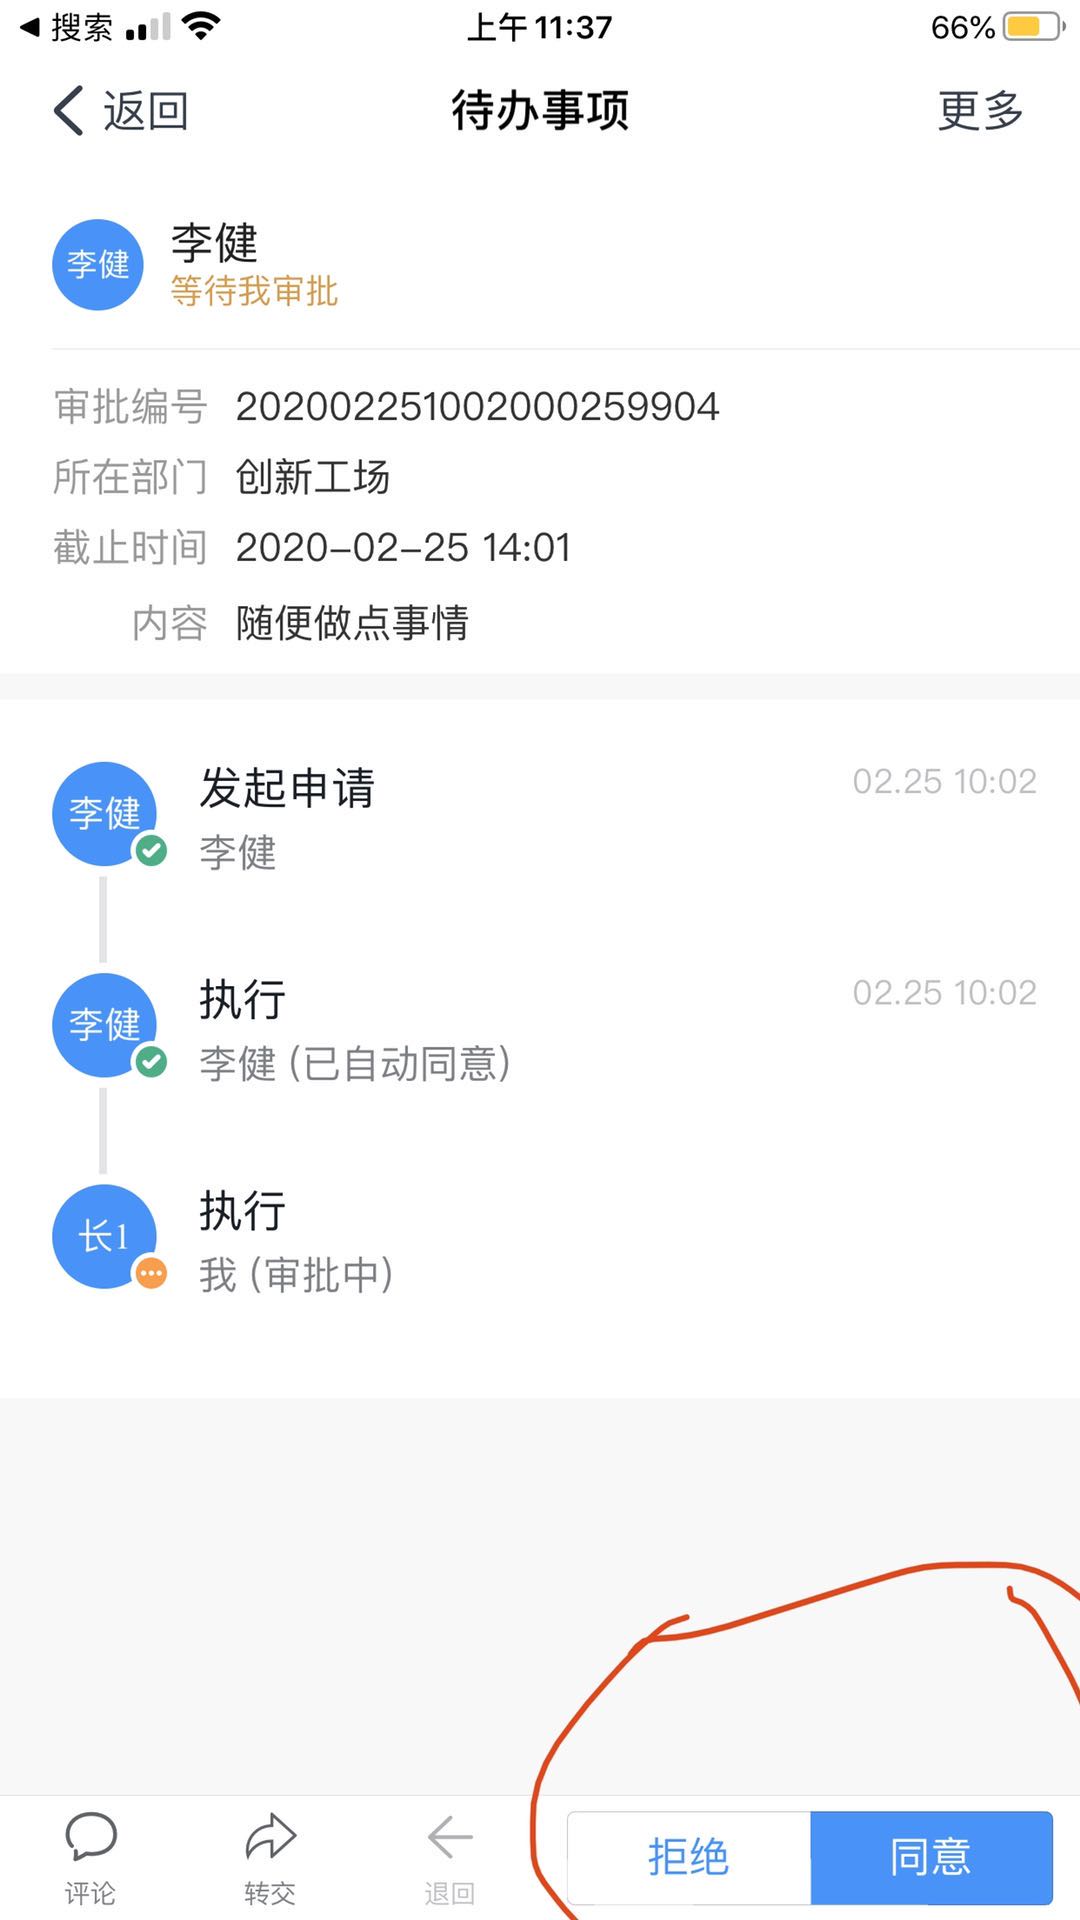 搜索 上午 11:37 66%
返回 待办事项 更多
李健 李健
等待我审批
审批编号 202002251002000259904
所在部门 创新工场
截止时间 2020-02-25 14:01
内容 随便做点事情
李健 发起申请 02.25 10:02
李健
李健 执行 02.25 10:02
李健 (已自动同意)
长1 执行
我 (审批中)
评论 转交 退回 拒绝 同意